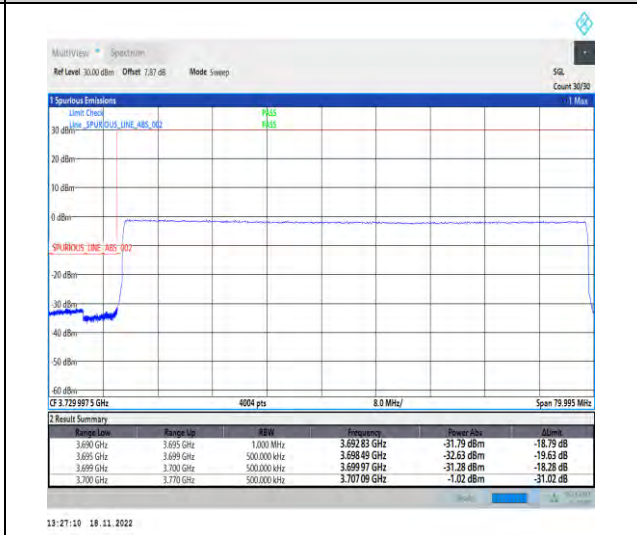 MultiView Spectrum
Ref Level 30.00 dBm Offset 7.87 dB Mode Sweep SGL
Count 30/30
1 Spurious Emissions 1 Max
Limit Check PASS
Line _SPURIOUS_LINE_ABS_002 PASS
30 dBm
20 dBm
10 dBm
0 dBm
_SPURIOUS_LINE_ABS_002
-20 dBm
-30 dBm
-40 dBm
-50 dBm
-60 dBm
CF 3.729 997 5 GHz 4004 pts 8.0 MHz/ Span 79.995 MHz
2 Result Summary
Range Low Range Up RBW Frequency Power Abs ΔLimit
3.690 GHz 3.695 GHz 1.000 MHz 3.692 83 GHz -31.79 dBm -18.79 dB
3.695 GHz 3.699 GHz 500.000 kHz 3.698 49 GHz -32.63 dBm -19.63 dB
3.699 GHz 3.700 GHz 500.000 kHz 3.699 97 GHz -31.28 dBm -18.28 dB
3.700 GHz 3.770 GHz 500.000 kHz 3.707 09 GHz -1.02 dBm -31.02 dB
Ready
13:27:10 18.11.2022